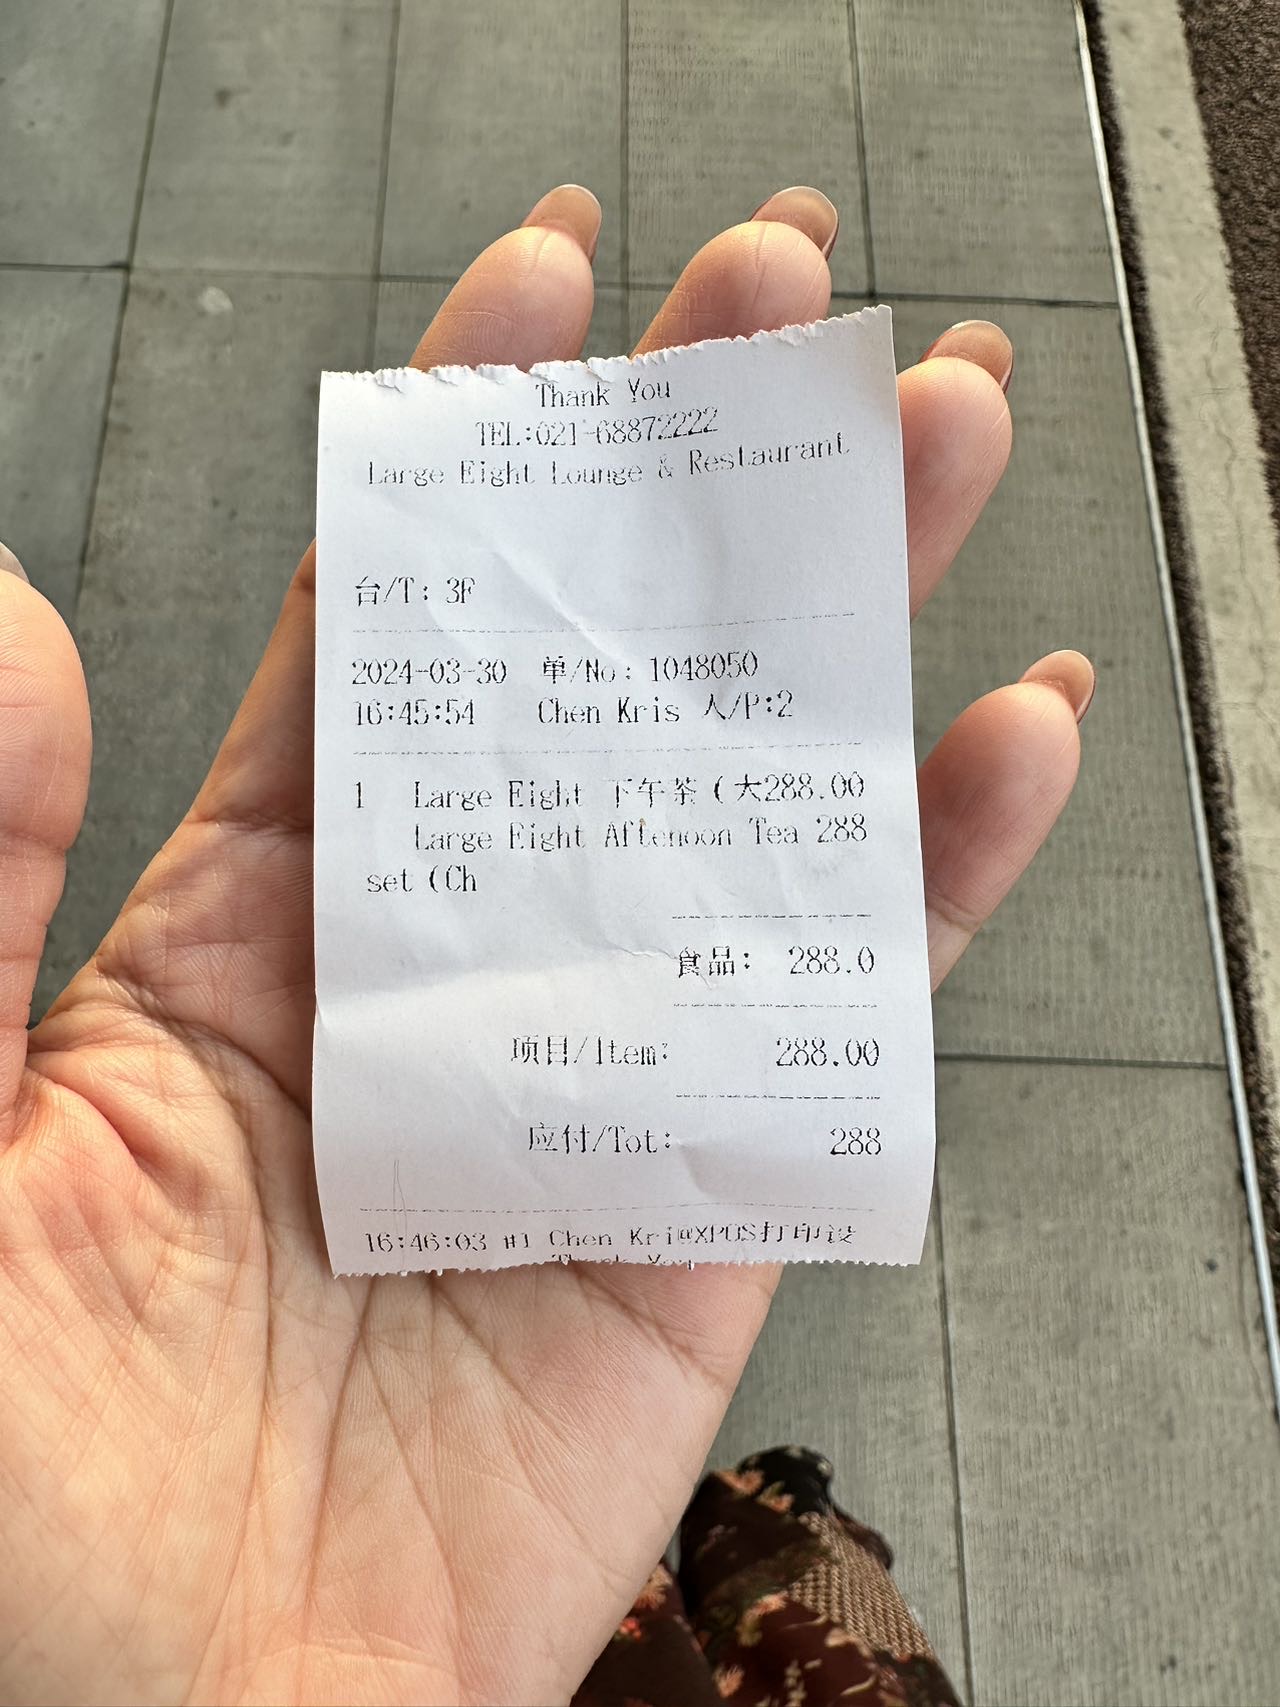 Thank You
TEL:021-68872222
Large Eight Lounge & Restaurant
台/T: 3F
2024-03-30 单/No: 1048050
16:45:54 Chen Kris 人/P:2
1 Large Eight 下午茶 (大288.00
Large Eight Aftenoon Tea 288
set (Ch
食品: 288.0
项目/Item: 288.00
应付/Tot: 288
16:46:03 #1 Chen Kri@XPOS打印设
Thank You